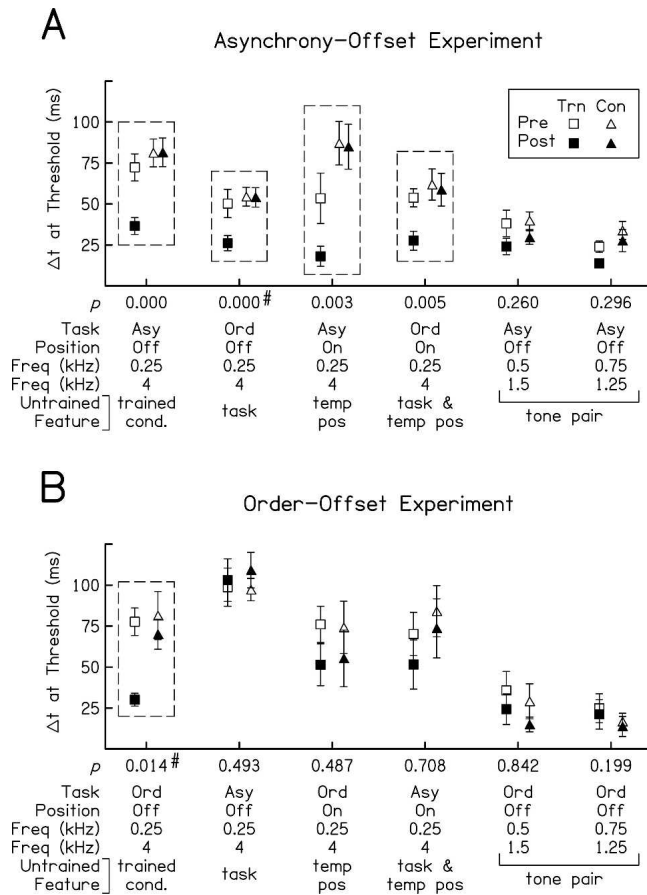 A
Asynchrony-Offset Experiment
Δt at Threshold (ms)
100
75
50
25
Trn Con
Pre
Post
p 0.000 0.000# 0.003 0.005 0.260 0.296
Task Asy Ord Asy Ord Asy Asy
Position Off Off On On Off Off
Freq (kHz) 0.25 0.25 0.25 0.25 0.5 0.75
Freq (kHz) 4 4 4 4 1.5 1.25
Untrained Feature
trained cond.
task
temp pos
task & temp pos
tone pair
B
Order-Offset Experiment
Δt at Threshold (ms)
100
75
50
25
p 0.014# 0.493 0.487 0.708 0.842 0.199
Task Ord Asy Ord Asy Ord Ord
Position Off Off On On Off Off
Freq (kHz) 0.25 0.25 0.25 0.25 0.5 0.75
Freq (kHz) 4 4 4 4 1.5 1.25
Untrained Feature
trained cond.
task
temp pos
task & temp pos
tone pair